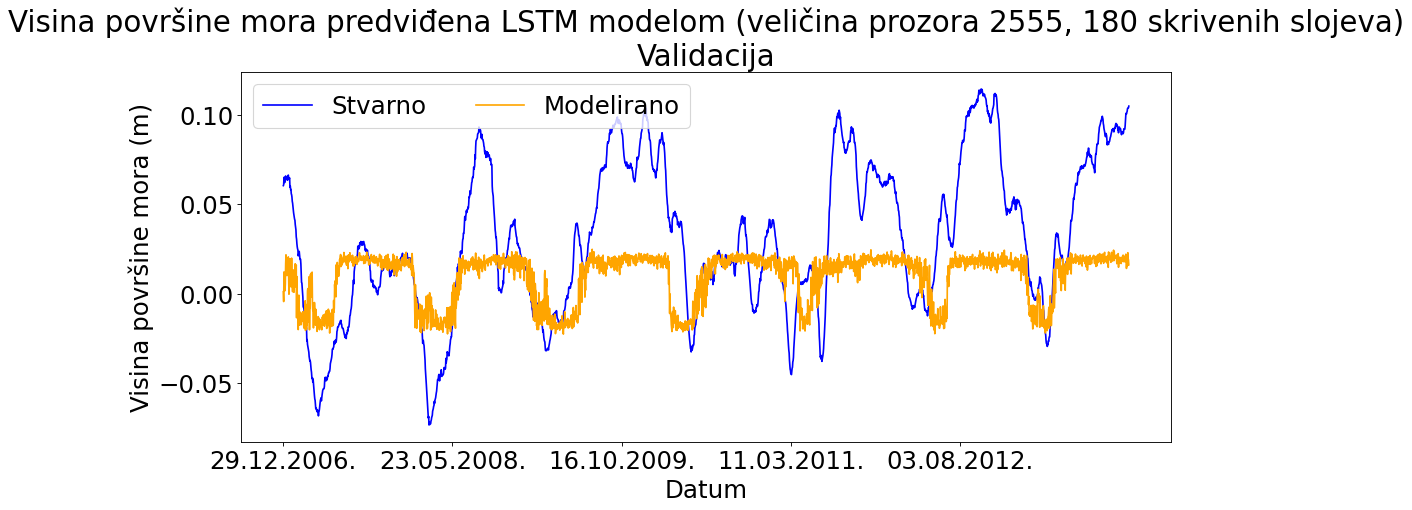 Visina površine mora predviđena LSTM modelom (veličina prozora 2555, 180 skrivenih slojeva)
Validacija
Stvarno
Modelirano
Visina površine mora (m)
0.10
0.05
0.00
−0.05
29.12.2006.
23.05.2008.
16.10.2009.
11.03.2011.
03.08.2012.
Datum